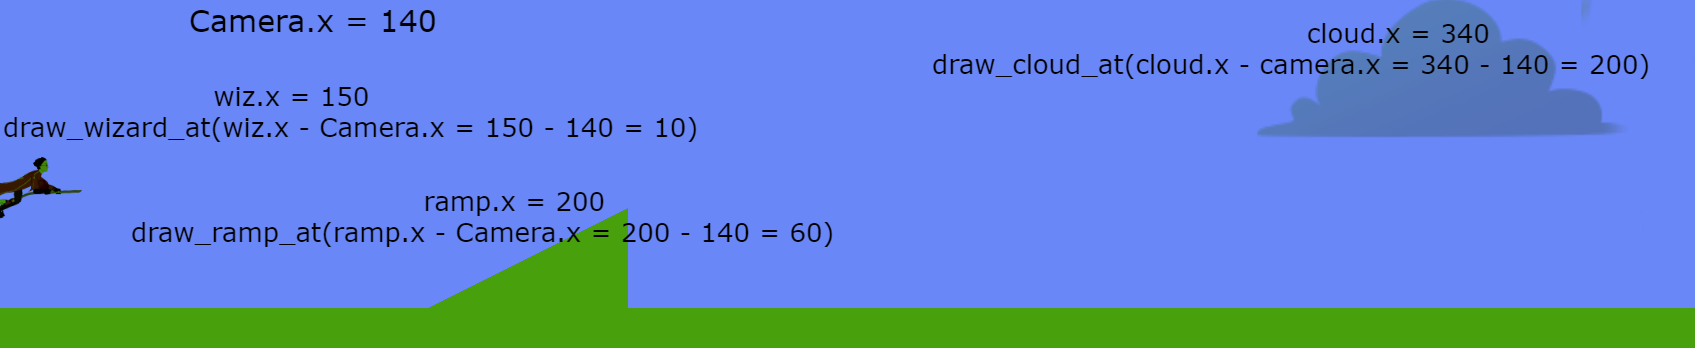 Camera.x = 140
cloud.x = 340
draw_cloud_at(cloud.x - camera.x = 340 - 140 = 200)
wiz.x = 150
draw_wizard_at(wiz.x - Camera.x = 150 - 140 = 10)
ramp.x = 200
draw_ramp_at(ramp.x - Camera.x = 200 - 140 = 60)